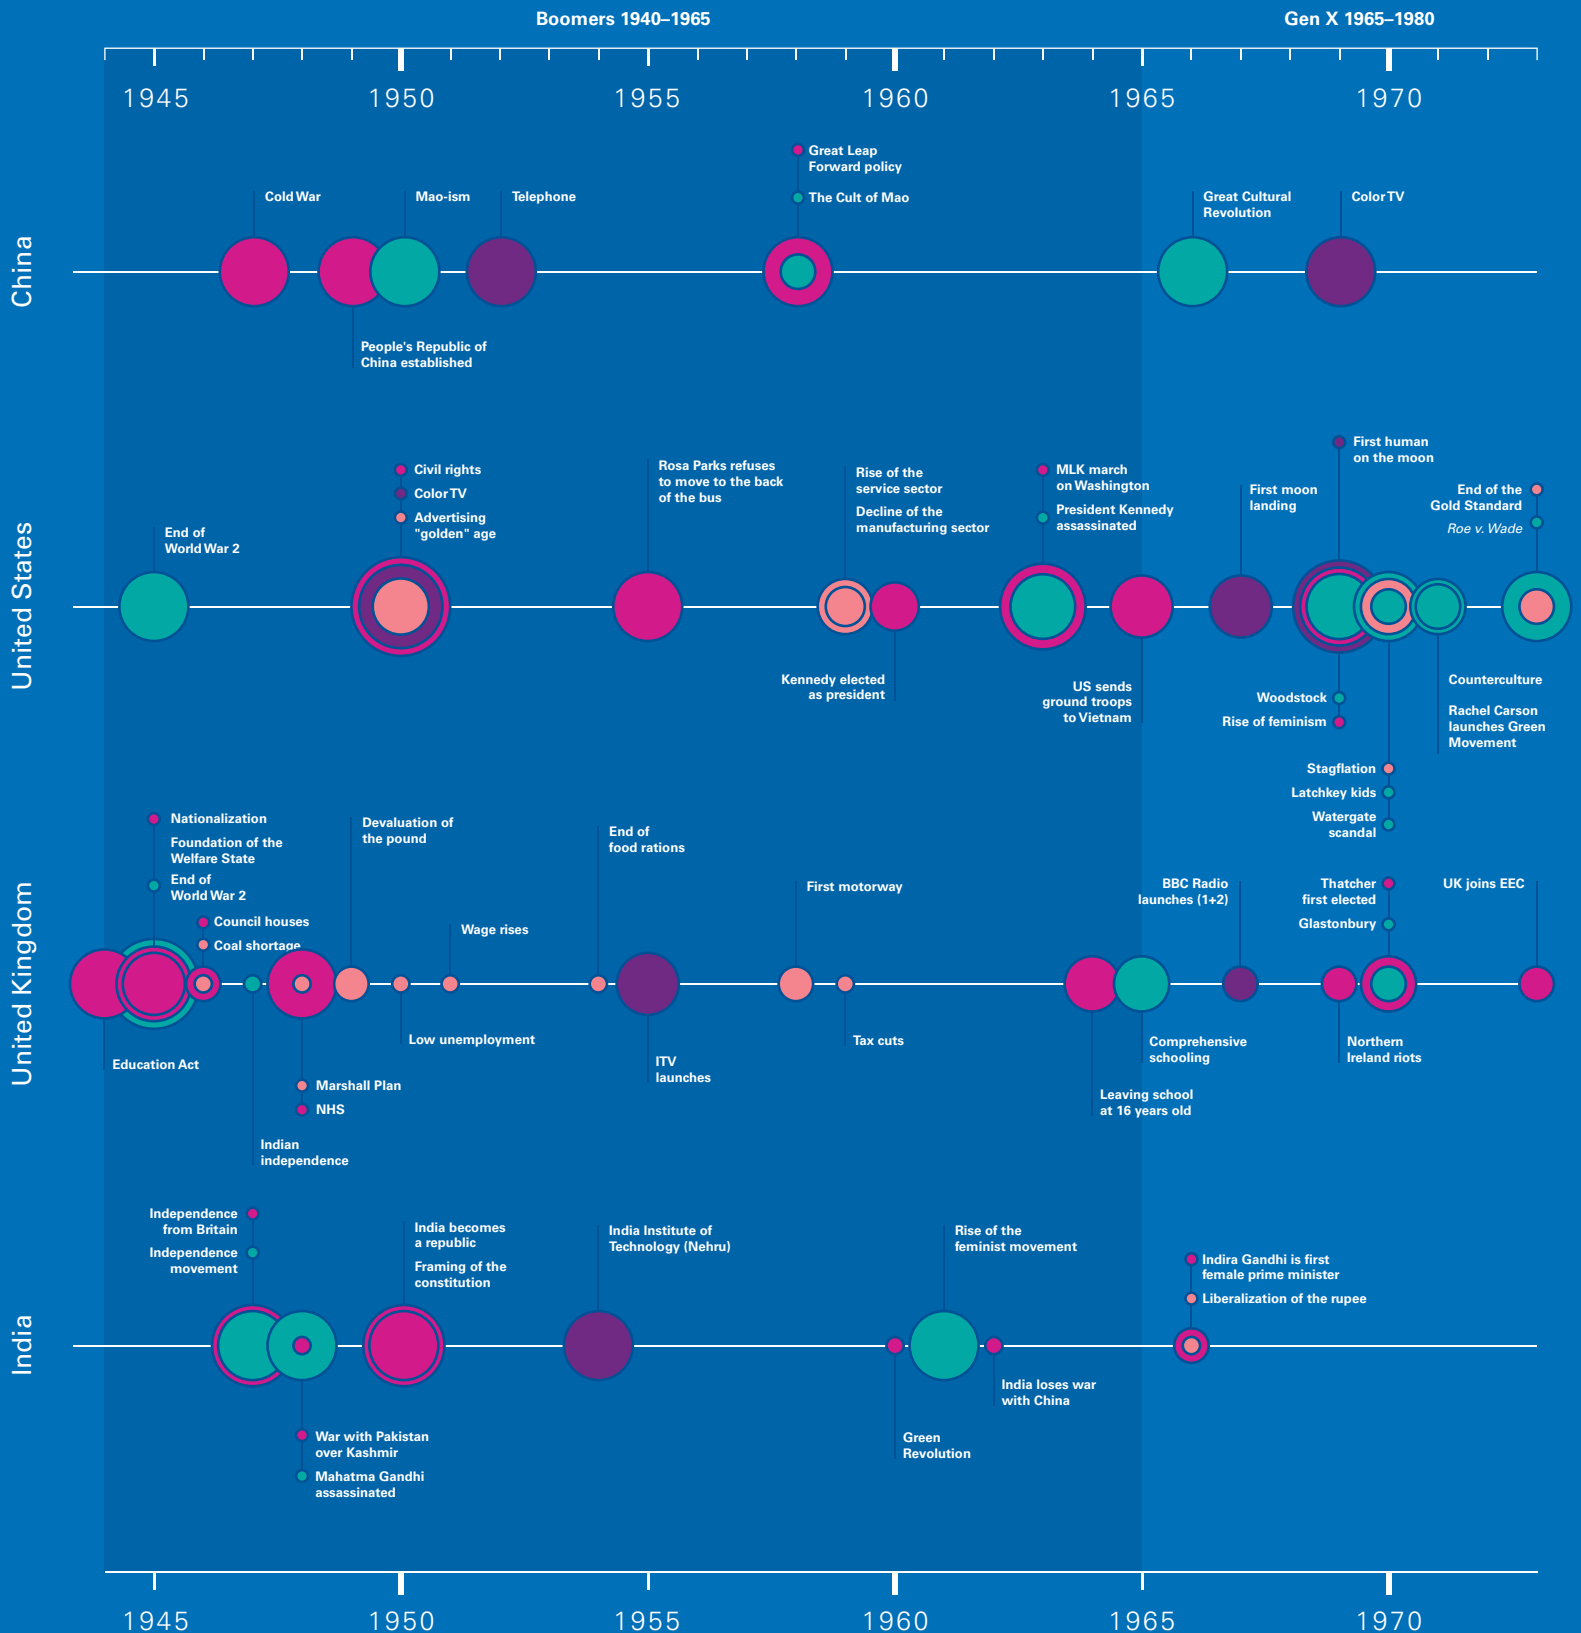 Boomers 1940–1965
Gen X 1965–1980
1945
1950
1955
1960
1965
1970
China
Cold War
Mao-ism
Telephone
Great Leap
Forward policy
The Cult of Mao
Great Cultural
Revolution
Color TV
People's Republic of
China established
United States
End of
World War 2
Civil rights
Color TV
Advertising
"golden" age
Rosa Parks refuses
to move to the back
of the bus
Rise of the
service sector
Decline of the
manufacturing sector
MLK march
on Washington
President Kennedy
assassinated
First moon
landing
First human
on the moon
End of the
Gold Standard
Roe v. Wade
Kennedy elected
as president
US sends
ground troops
to Vietnam
Woodstock
Rise of feminism
Counterculture
Rachel Carson
launches Green
Movement
Stagflation
Latchkey kids
Watergate
scandal
United Kingdom
Nationalization
Foundation of the
Welfare State
End of
World War 2
Council houses
Coal shortage
Devaluation of
the pound
Wage rises
End of
food rations
First motorway
BBC Radio
launches (1+2)
Thatcher
first elected
Glastonbury
UK joins EEC
Education Act
Marshall Plan
NHS
Indian
independence
Low unemployment
ITV
launches
Tax cuts
Leaving school
at 16 years old
Comprehensive
schooling
Northern
Ireland riots
India
Independence
from Britain
Independence
movement
India becomes
a republic
Framing of the
constitution
India Institute of
Technology (Nehru)
Rise of the
feminist movement
Indira Gandhi is first
female prime minister
Liberalization of the rupee
War with Pakistan
over Kashmir
Mahatma Gandhi
assassinated
Green
Revolution
India loses war
with China
1945
1950
1955
1960
1965
1970